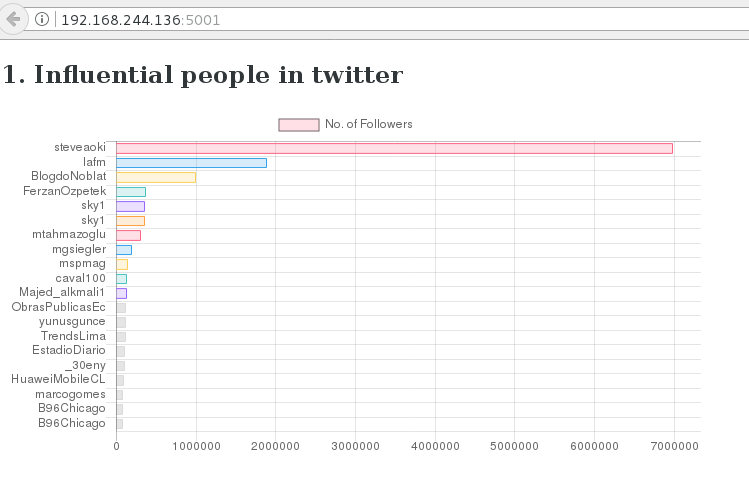 192.168.244.136:5001
1. Influential people in twitter
No. of Followers
steveaoki
lafm
BlogdoNoblat
FerzanOzpetek
sky1
sky1
mtahmazoglu
mgsiegler
mspmag
caval100
Majed_alkmali1
ObrasPublicasEc
yunusgunce
TrendsLima
EstadioDiario
_30eny
HuaweiMobileCL
marcogomes
B96Chicago
B96Chicago
0 1000000 2000000 3000000 4000000 5000000 6000000 7000000